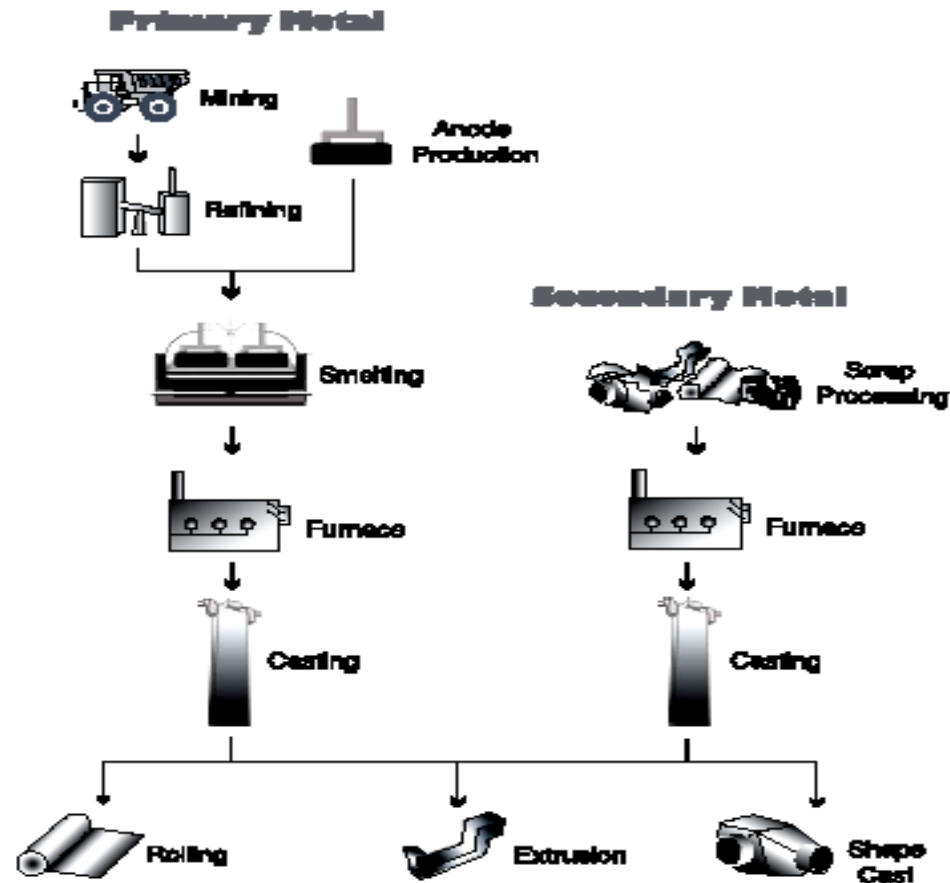 Primary Metal
Mining
Anode
Production
Refining
Secondary Metal
Smelting
Scrap
Processing
Furnace
Furnace
Casting
Casting
Rolling
Extrusion
Shape
Cast